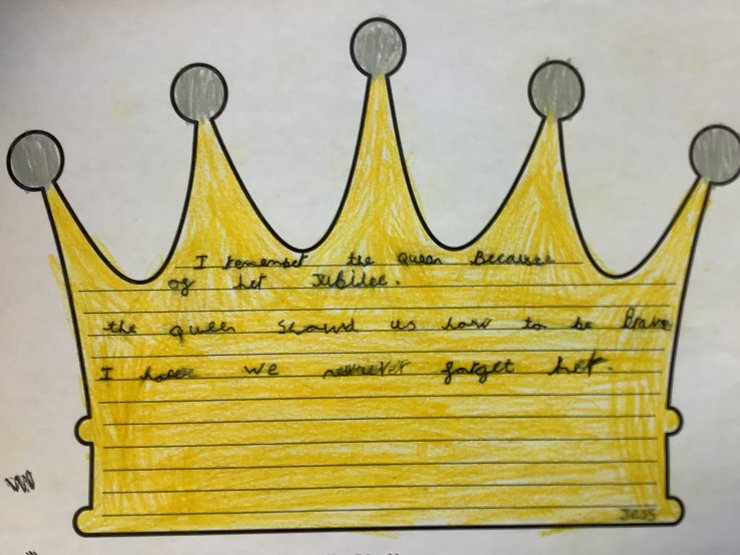 I remember the Queen Because
of her Jubilee.
the queen Showd us how to be Brave
I hope we never forget her.
Jess